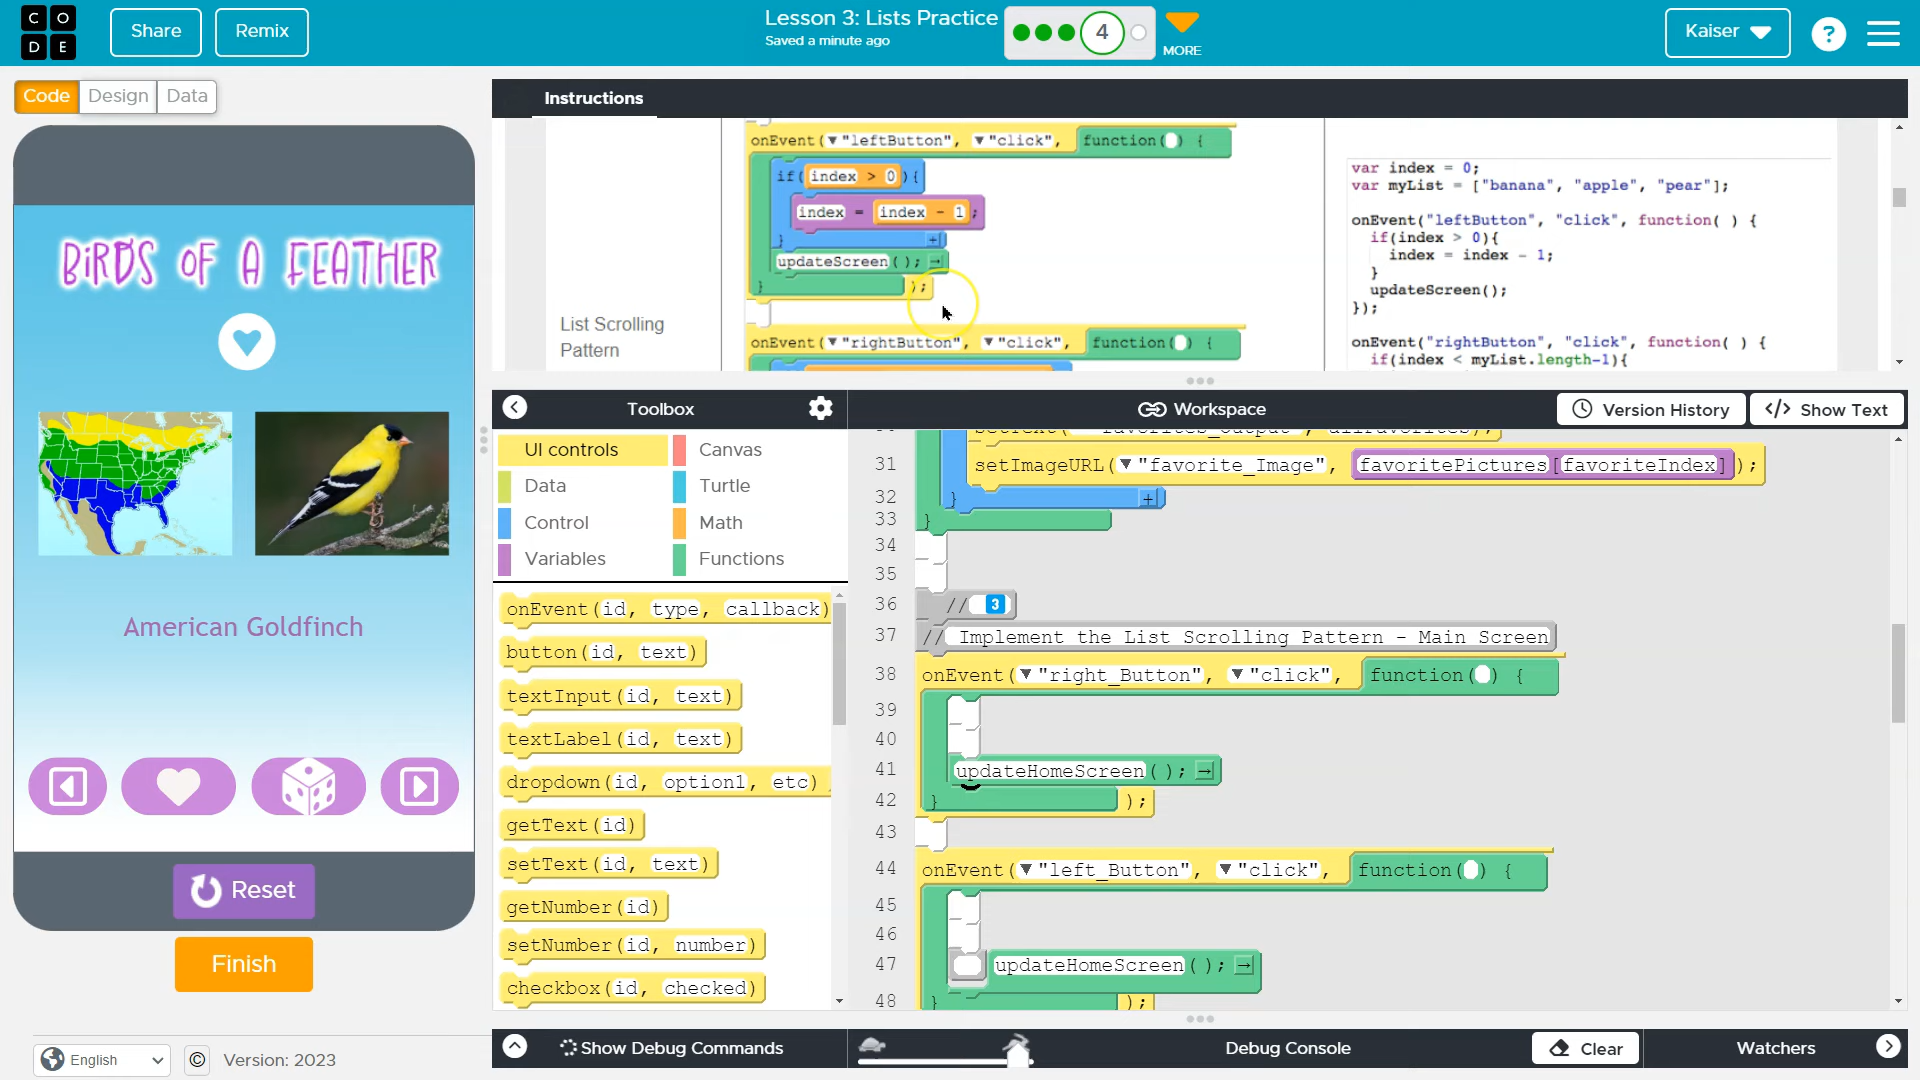 C O
D E
Share
Remix
Lesson 3: Lists Practice
Saved a minute ago
4
MORE
Kaiser
?
Code
Design
Data
BIRDS OF A FEATHER
American Goldfinch
Reset
Finish
English
©
Version: 2023
Instructions
List Scrolling
Pattern
onEvent("leftButton", "click", function( ) {
if(index > 0){
index = index - 1;
}
updateScreen( );
});
onEvent("rightButton", "click", function( ) {
var index = 0;
var myList = ["banana", "apple", "pear"];
onEvent("leftButton", "click", function( ) {
if(index > 0){
index = index - 1;
}
updateScreen();
});
onEvent("rightButton", "click", function( ) {
if(index < myList.length-1){
Toolbox
Workspace
Version History
</> Show Text
UI controls
Canvas
Data
Turtle
Control
Math
Variables
Functions
onEvent(id, type, callback)
button(id, text)
textInput(id, text)
textLabel(id, text)
dropdown(id, option1, etc)
getText(id)
setText(id, text)
getNumber(id)
setNumber(id, number)
checkbox(id, checked)
31 setImageURL("favorite_Image", favoritePictures[favoriteIndex]);
32 }
33 }
34
35
36 // 3
37 // Implement the List Scrolling Pattern - Main Screen
38 onEvent("right_Button", "click", function( ) {
39
40
41 updateHomeScreen( );
42 });
43
44 onEvent("left_Button", "click", function( ) {
45
46
47 updateHomeScreen( );
48 });
Show Debug Commands
Debug Console
Clear
Watchers